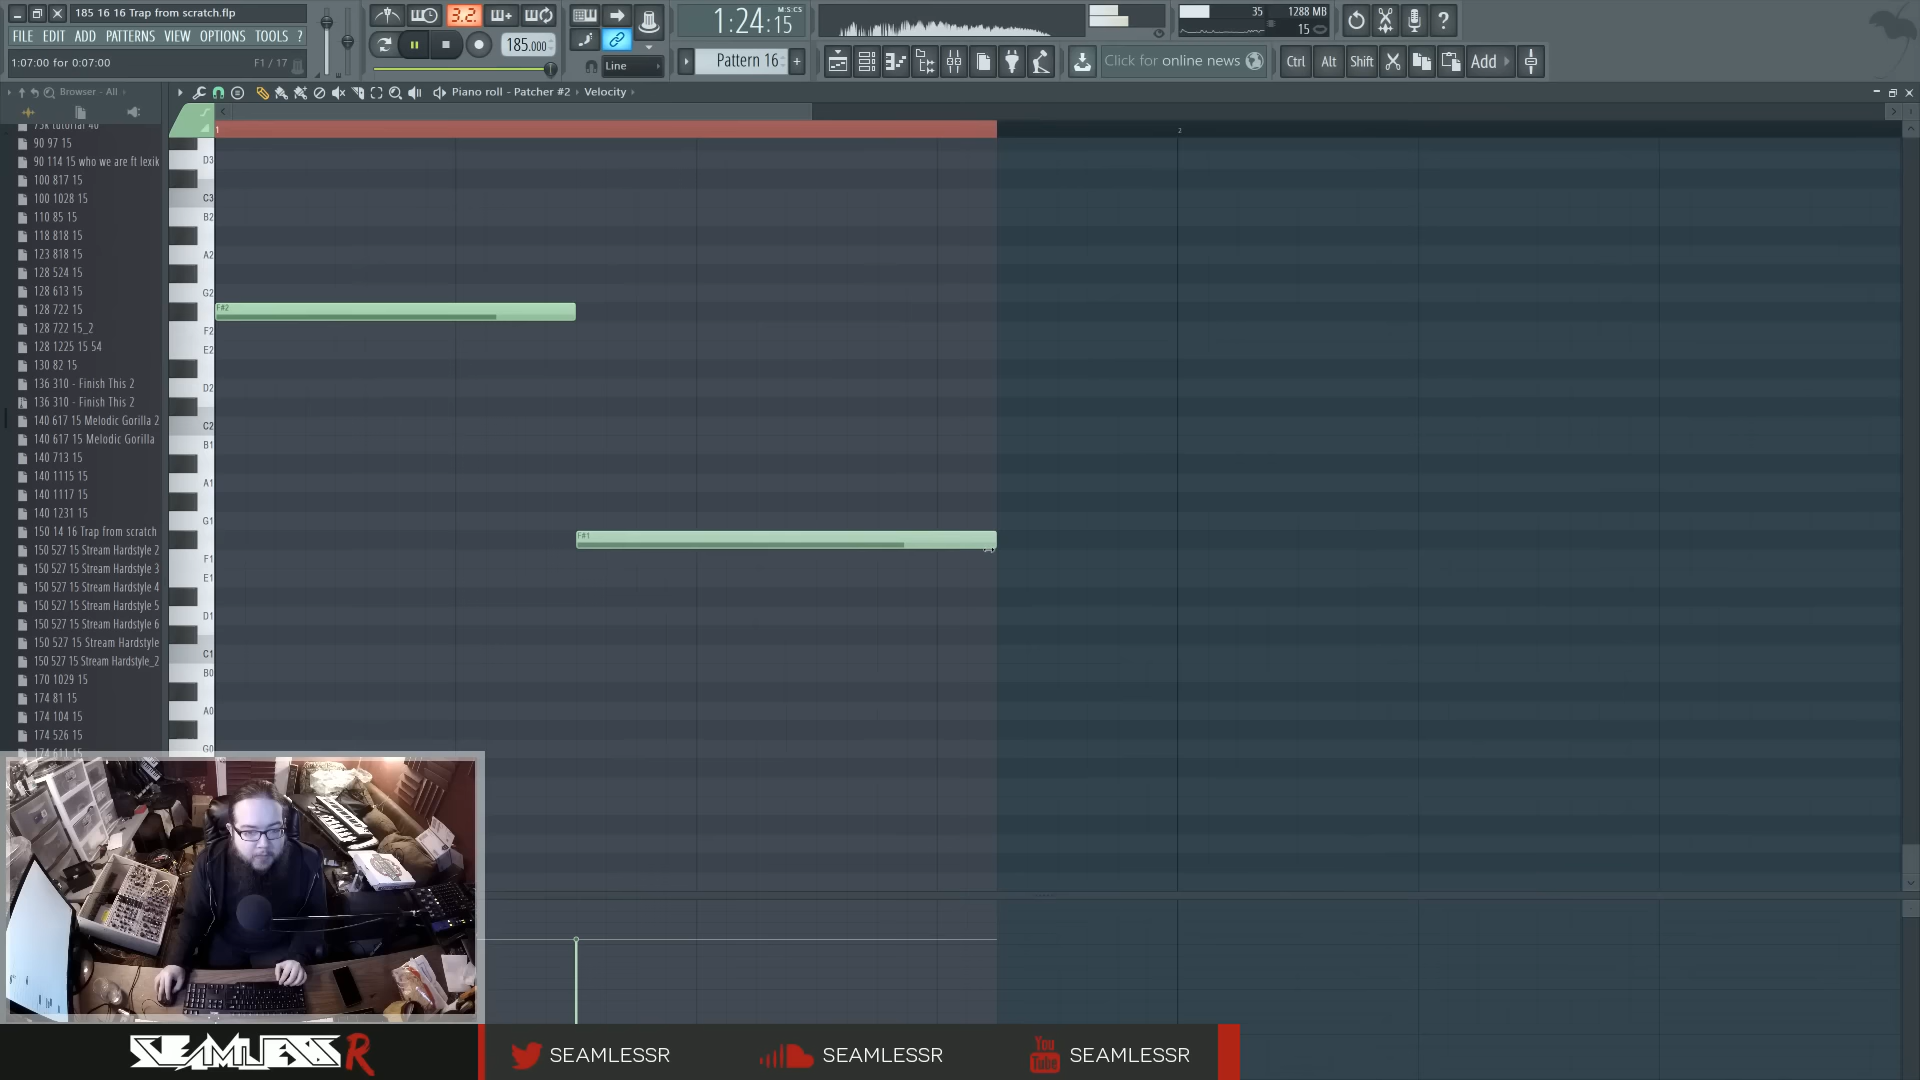 185 16 16 Trap from scratch.flp
FILE EDIT ADD PATTERNS VIEW OPTIONS TOOLS ?
1:07:00 for 0:07:00
F1 / 17
3.2
185.000
Line
1:24:15
M:S:CS
Pattern 16
35
1288 MB
15
Click for online news
Ctrl
Alt
Shift
Add
Browser - All
Piano roll - Patcher #2
Velocity
75k tutorial 40
90 97 15
90 114 15 who we are ft lexik
100 817 15
100 1028 15
110 85 15
118 818 15
123 818 15
128 524 15
128 613 15
128 722 15
128 722 15_2
128 1225 15 54
130 82 15
136 310 - Finish This 2
136 310 - Finish This 2
140 617 15 Melodic Gorilla 2
140 617 15 Melodic Gorilla
140 713 15
140 1115 15
140 1117 15
140 1231 15
150 14 16 Trap from scratch
150 527 15 Stream Hardstyle 2
150 527 15 Stream Hardstyle 3
150 527 15 Stream Hardstyle 4
150 527 15 Stream Hardstyle 5
150 527 15 Stream Hardstyle 6
150 527 15 Stream Hardstyle
150 527 15 Stream Hardstyle_2
170 1029 15
174 81 15
174 104 15
174 526 15
174 611 15
1
2
D3
C3
B2
A2
G2
F2
E2
D2
C2
B1
A1
G1
F1
E1
D1
C1
B0
A0
G0
F#2
F#1
SEAMLESSR
SEAMLESSR
SEAMLESSR
You Tube
SEAMLESSR